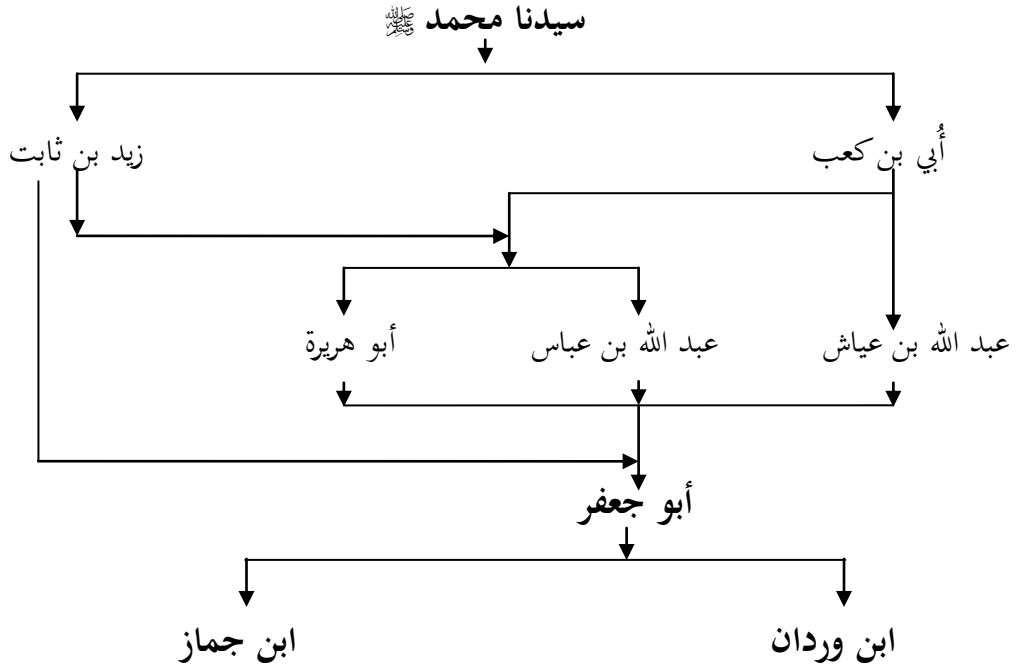 سيدنا محمد ﷺ
أُبي بن كعب
زيد بن ثابت
عبد الله بن عياش
عبد الله بن عباس
أبو هريرة
أبو جعفر
ابن وردان
ابن جماز